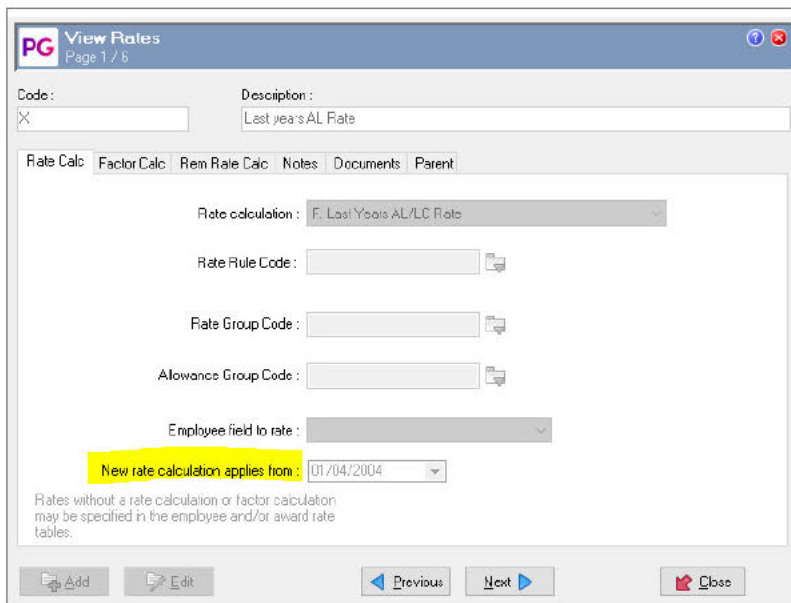 PG View Rates
Page 1 / 6
Code : Description :
X Last years AL Rate
Rate Calc Factor Calc Rem Rate Calc Notes Documents Parent
Rate calculation : F. Last Years AL/LC Rate
Rate Rule Code :
Rate Group Code :
Allowance Group Code :
Employee field to rate :
New rate calculation applies from : 01/04/2004
Rates without a rate calculation or factor calculation
may be specified in the employee and/or award rate
tables.
Add Edit Previous Next Close